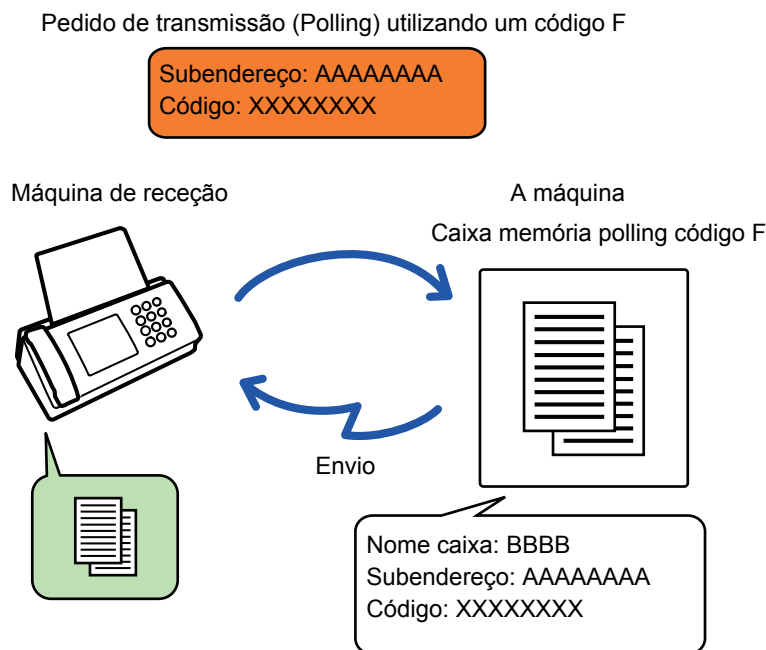 Pedido de transmissão (Polling) utilizando um código F
Subendereço: AAAAAAAA
Código: XXXXXXXX
Máquina de receção
A máquina
Caixa memória polling código F
Envio
Nome caixa: BBBB
Subendereço: AAAAAAAA
Código: XXXXXXXX